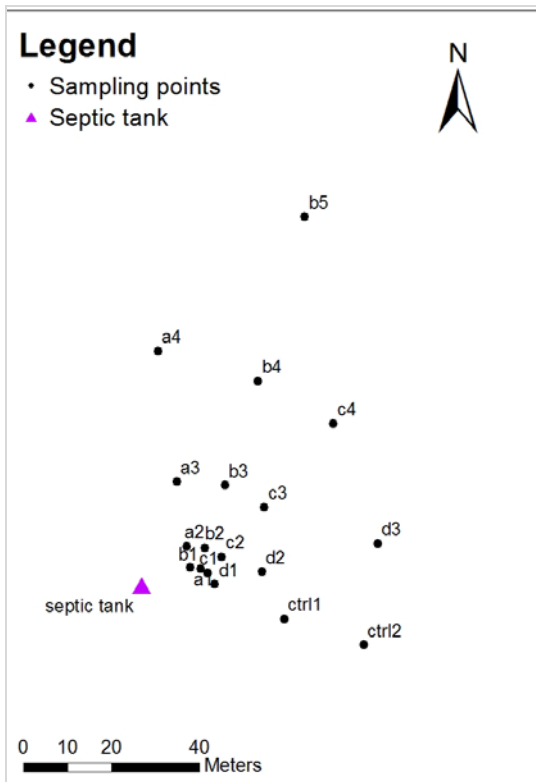 Legend
N
Sampling points
Septic tank
b5
a4
b4
c4
a3
b3
c3
a2
b2
c2
d3
b1
c1
d1
d2
a1
septic tank
ctrl1
ctrl2
0 10 20 40
Meters